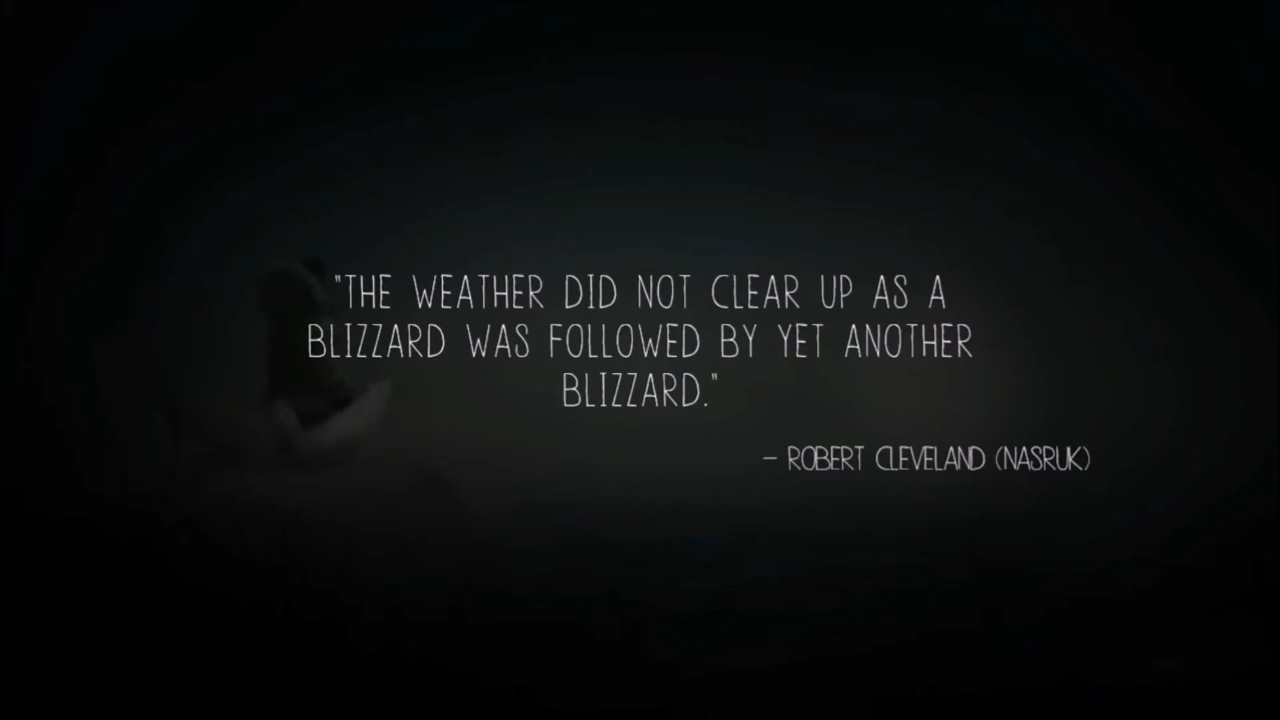 "THE WEATHER DID NOT CLEAR UP AS A
BLIZZARD WAS FOLLOWED BY YET ANOTHER
BLIZZARD."
– ROBERT CLEVELAND (NASRUK)